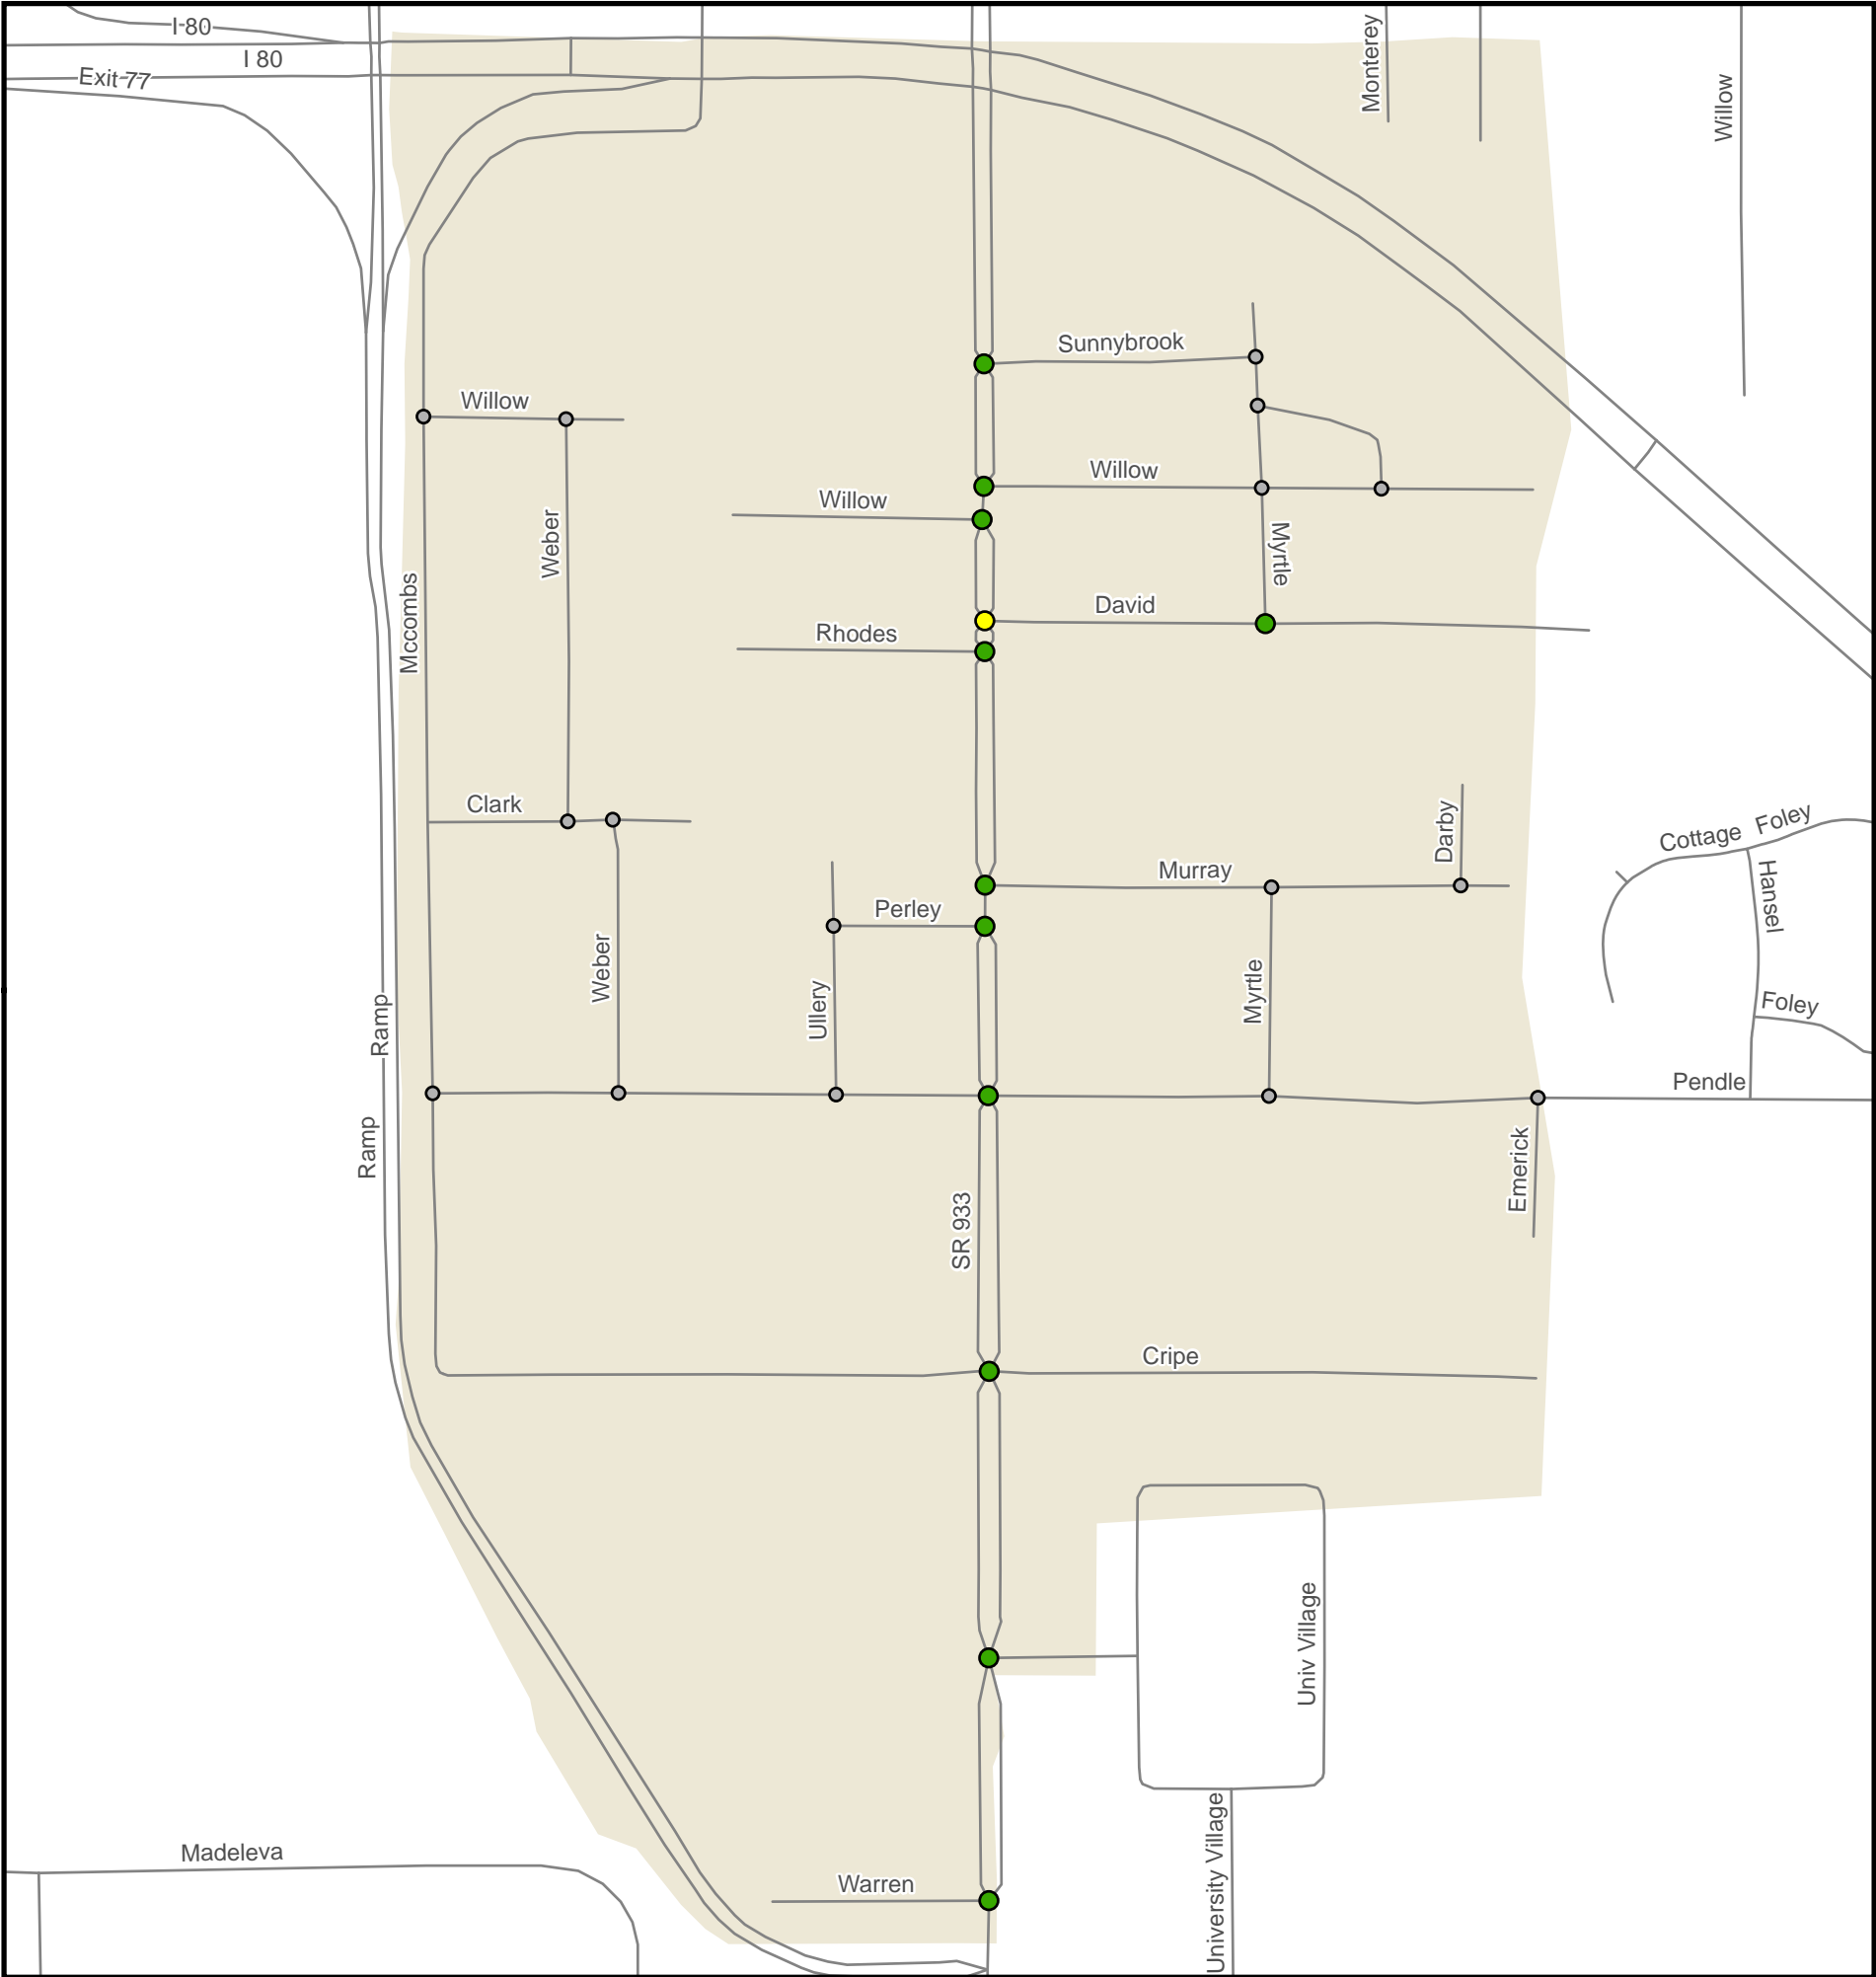 I 80
I 80
Exit 77
Monterey
Willow
Sunnybrook
Willow
Willow
Willow
Weber
Myrtle
Mccombs
David
Rhodes
Clark
Darby
Cottage Foley
Murray
Hansel
Perley
Weber
Ullery
Myrtle
Foley
Ramp
Pendle
Ramp
Emerick
SR 933
Cripe
Univ Village
University Village
Madeleva
Warren